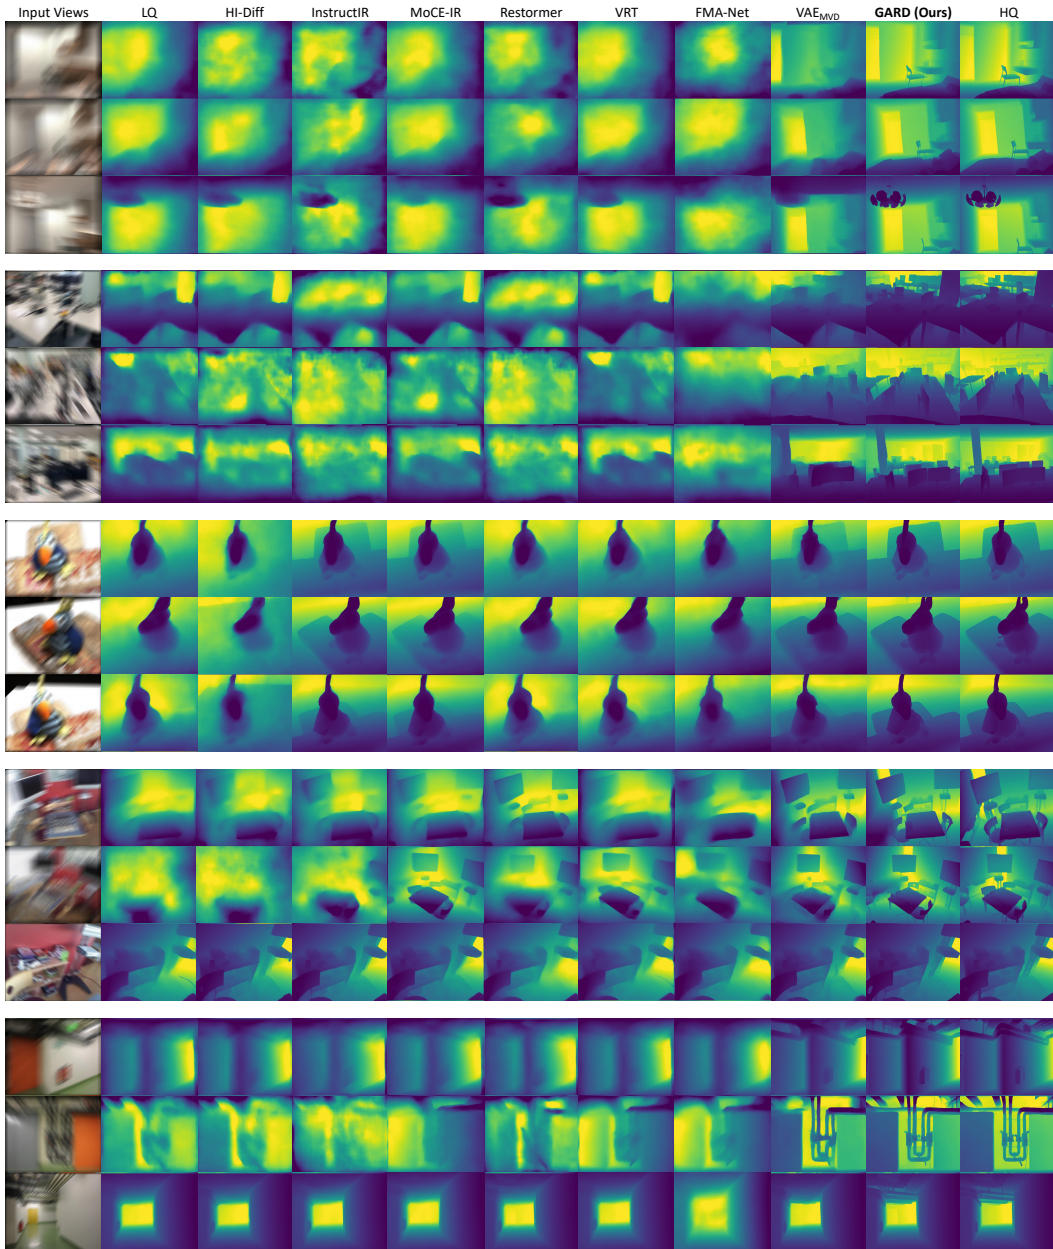 Input Views LQ HI-Diff InstructIR MoCE-IR Restormer VRT FMA-Net VAE_MVD GARD (Ours) HQ